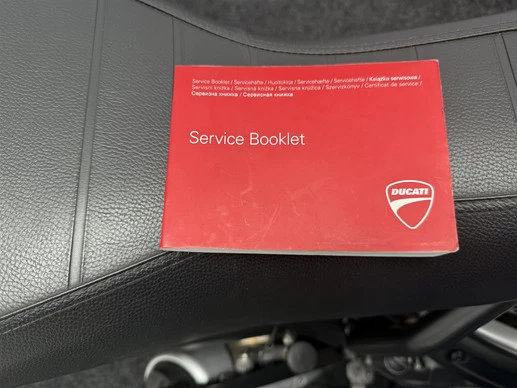 Service Booklet / Servicehefte / Huoltokirja / Servicehæfte / Servicehefte / Książka serwisowa /
Servisní knížka / Servisná knižka / Servisna knjižica / Szervizkönyv / Certificat de service /
Сервизна книжка / Сервисная книжка
Service Booklet
DUCATI